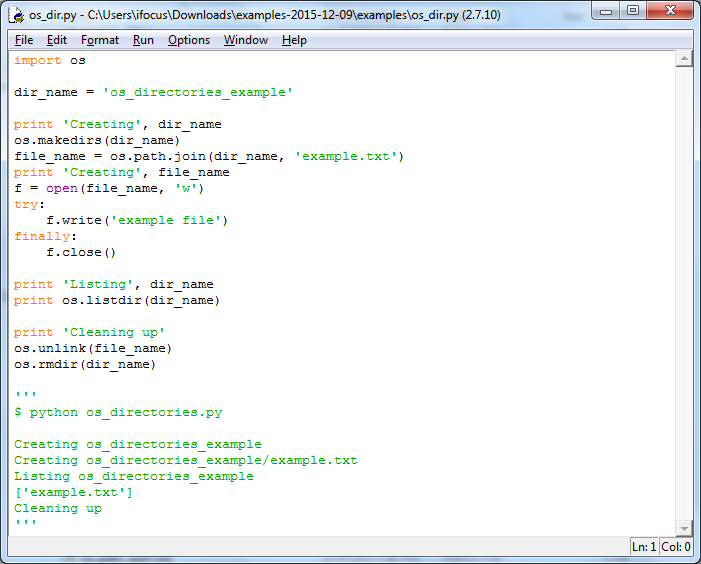 os_dir.py - C:\Users\ifocus\Downloads\examples-2015-12-09\examples\os_dir.py (2.7.10)
File Edit Format Run Options Window Help
import os
dir_name = 'os_directories_example'
print 'Creating', dir_name
os.makedirs(dir_name)
file_name = os.path.join(dir_name, 'example.txt')
print 'Creating', file_name
f = open(file_name, 'w')
try:
    f.write('example file')
finally:
    f.close()
print 'Listing', dir_name
print os.listdir(dir_name)
print 'Cleaning up'
os.unlink(file_name)
os.rmdir(dir_name)
'''
$ python os_directories.py
Creating os_directories_example
Creating os_directories_example/example.txt
Listing os_directories_example
['example.txt']
Cleaning up
'''
Ln: 1 Col: 0